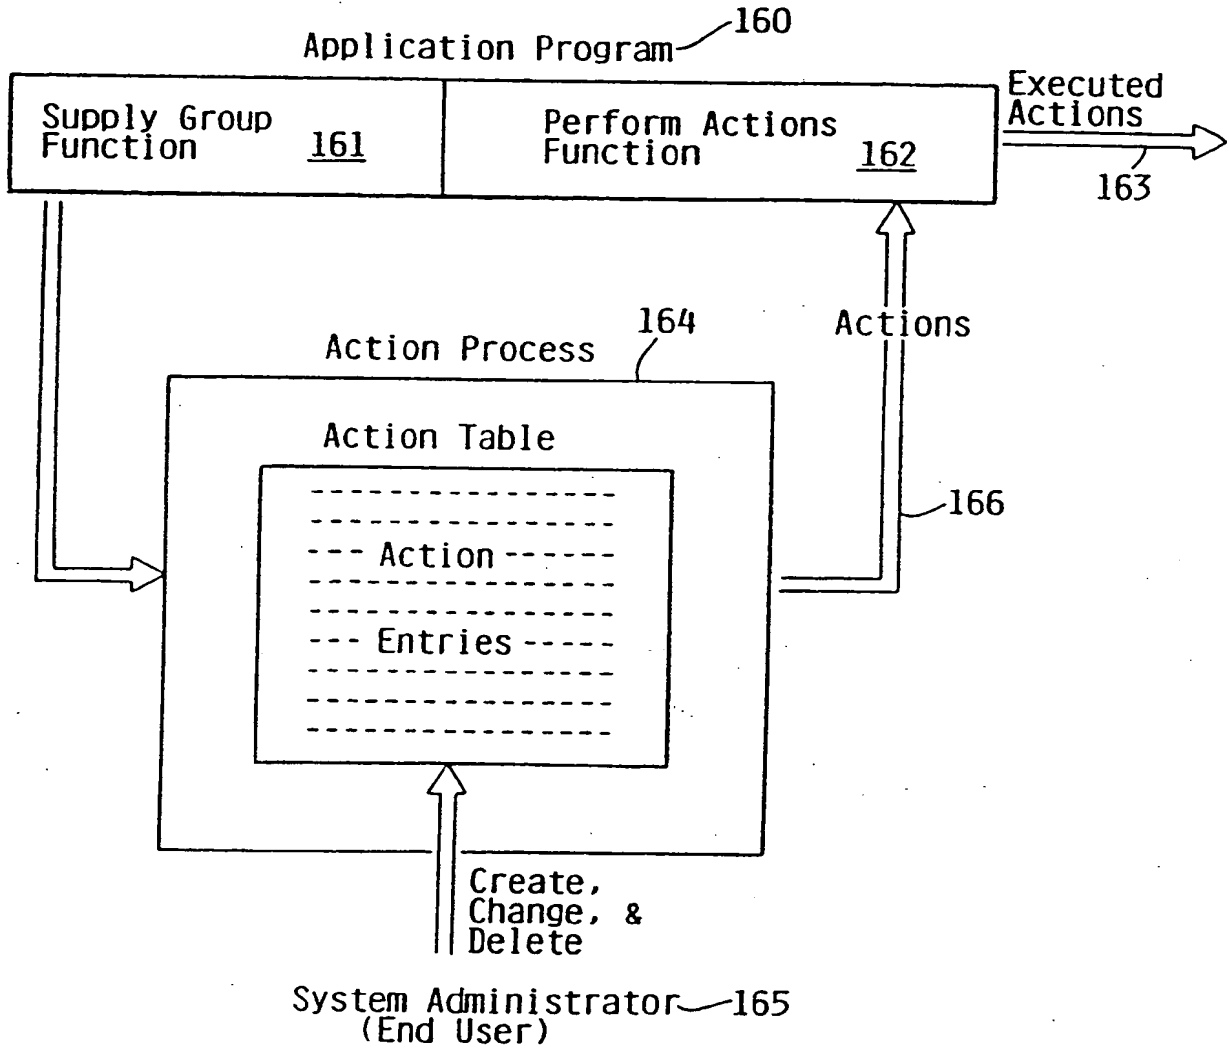 160
Application Program
Executed
Actions
163
Supply Group
Function 161
Perform Actions
Function 162
Actions
166
164
Action Process
Action Table
Action
Entries
Create,
Change, &
Delete
System Administrator 165
(End User)